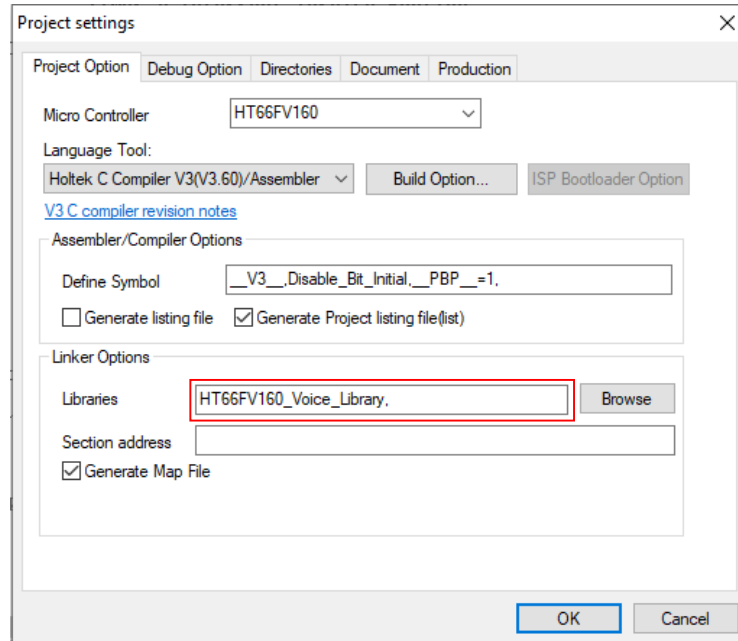 Project settings
Project Option Debug Option Directories Document Production
Micro Controller HT66FV160
Language Tool:
Holtek C Compiler V3(V3.60)/Assembler Build Option... ISP Bootloader Option
V3 C compiler revision notes
Assembler/Compiler Options
Define Symbol __V3__,Disable_Bit_Initial,__PBP__=1,
Generate listing file Generate Project listing file(list)
Linker Options
Libraries HT66FV160_Voice_Library, Browse
Section address
Generate Map File
OK Cancel